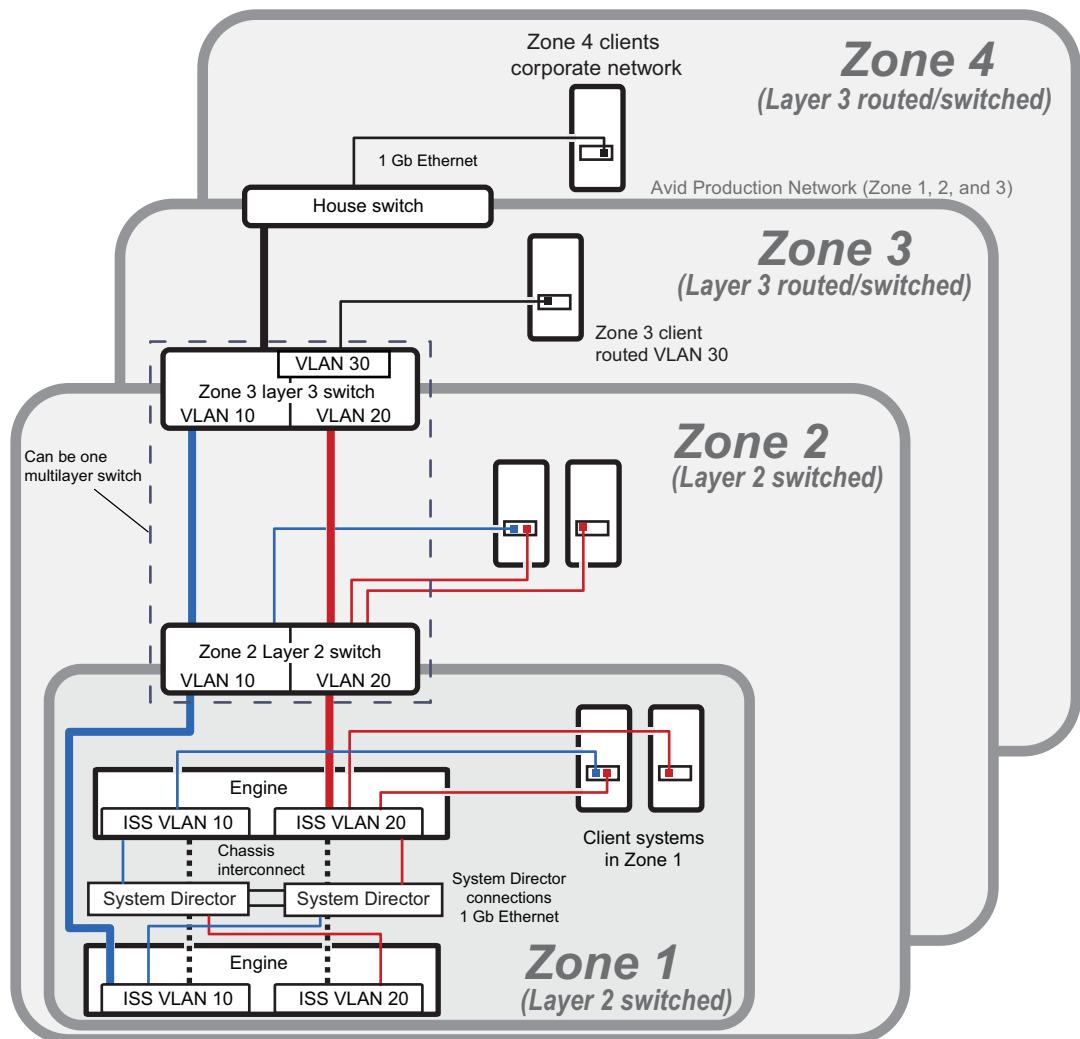 Zone 4 clients
corporate network
Zone 4
(Layer 3 routed/switched)
1 Gb Ethernet
Avid Production Network (Zone 1, 2, and 3)
House switch
Zone 3
(Layer 3 routed/switched)
Zone 3 client
routed VLAN 30
VLAN 30
Zone 3 layer 3 switch
VLAN 10
VLAN 20
Zone 2
(Layer 2 switched)
Can be one
multilayer switch
Zone 2 Layer 2 switch
VLAN 10
VLAN 20
Engine
ISS VLAN 10
ISS VLAN 20
Client systems
in Zone 1
Chassis
interconnect
System Director
System Director
System Director
connections
1 Gb Ethernet
Engine
ISS VLAN 10
ISS VLAN 20
Zone 1
(Layer 2 switched)